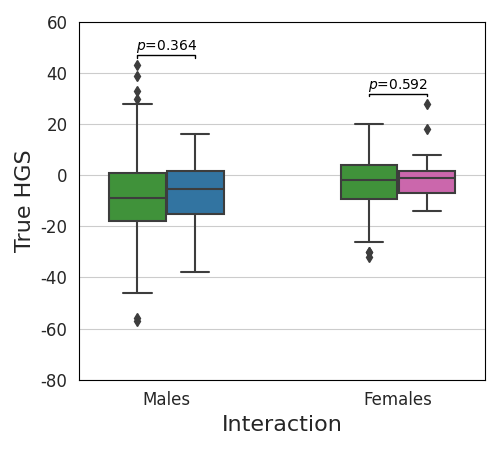 60
40
20
0
-20
-40
-60
-80
True HGS
p=0.364
p=0.592
Males
Females
Interaction